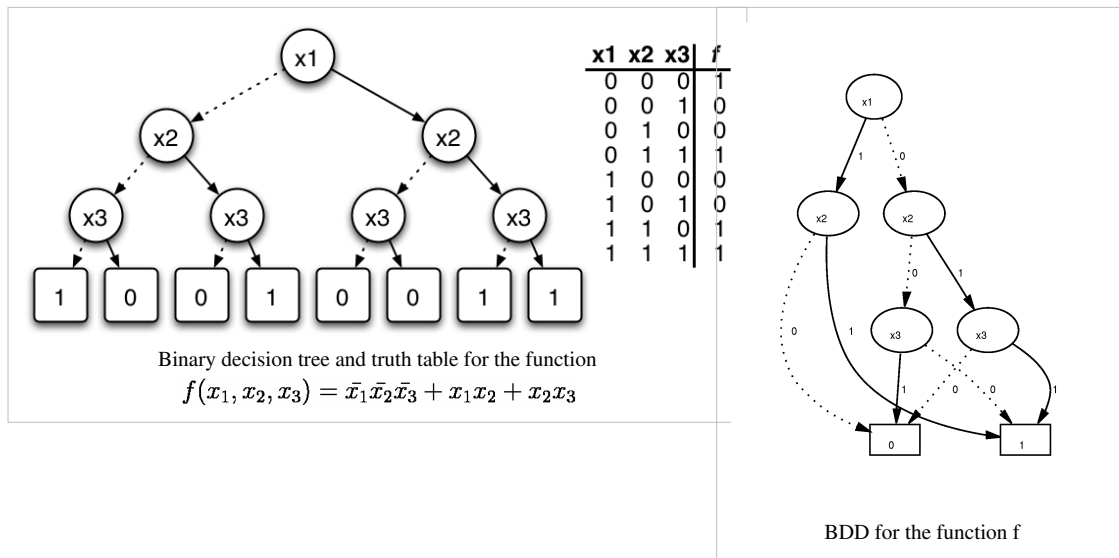 x1
x2 x2
x3 x3 x3 x3
1 0 0 1 0 0 1 1
Binary decision tree and truth table for the function
f(x₁, x₂, x₃) = x̄₁x̄₂x̄₃ + x₁x₂ + x₂x₃
x1 x2 x3 f
0 0 0 1
0 0 1 0
0 1 0 0
0 1 1 1
1 0 0 0
1 0 1 0
1 1 0 1
1 1 1 1
x1
1 0
x2 x2
0 1
x3 x3
0 1
1 0 0 1
0 1
BDD for the function f